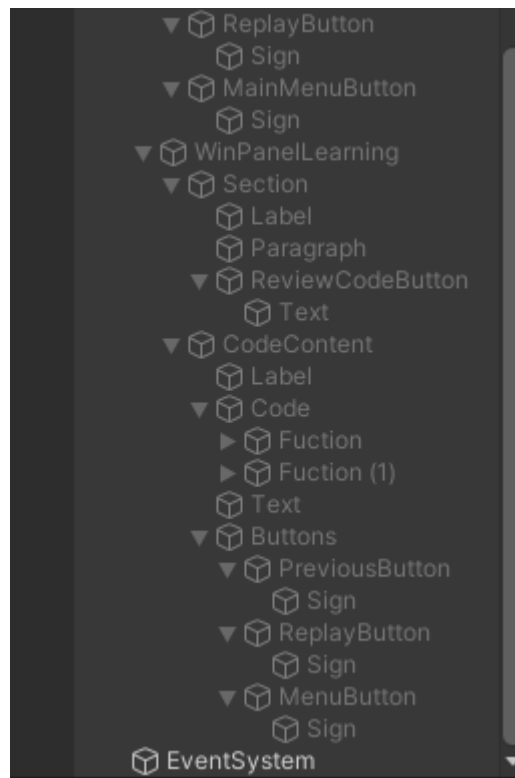 ReplayButton
Sign
MainMenuButton
Sign
WinPanelLearning
Section
Label
Paragraph
ReviewCodeButton
Text
CodeContent
Label
Code
Fuction
Fuction (1)
Text
Buttons
PreviousButton
Sign
ReplayButton
Sign
MenuButton
Sign
EventSystem